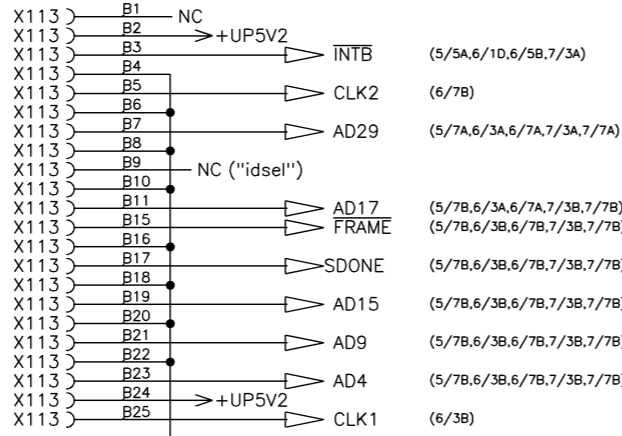 X113 B1 NC
X113 B2 +UP5V2
X113 B3 INTB (5/5A,6/1D,6/5B,7/3A)
X113 B4
X113 B5 CLK2 (6/7B)
X113 B6
X113 B7 AD29 (5/7A,6/3A,6/7A,7/3A,7/7A)
X113 B8
X113 B9 NC ("idsel")
X113 B10
X113 B11 AD17 (5/7B,6/3A,6/7A,7/3B,7/7B)
X113 B15 FRAME (5/7B,6/3B,6/7B,7/3B,7/7B)
X113 B16
X113 B17 SDONE (5/7B,6/3B,6/7B,7/3B,7/7B)
X113 B18
X113 B19 AD15 (5/7B,6/3B,6/7B,7/3B,7/7B)
X113 B20
X113 B21 AD9 (5/7B,6/3B,6/7B,7/3B,7/7B)
X113 B22
X113 B23 AD4 (5/7B,6/3B,6/7B,7/3B,7/7B)
X113 B24 +UP5V2
X113 B25 CLK1 (6/3B)